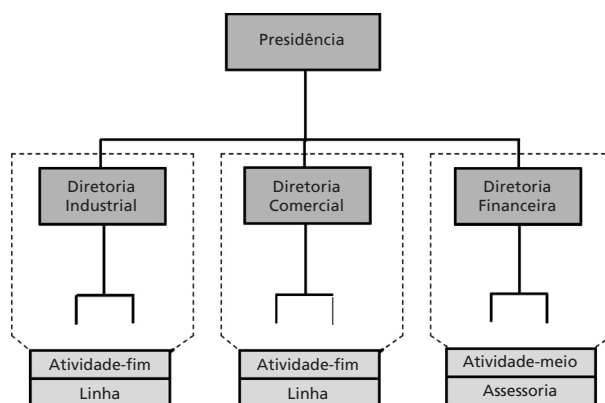 Presidência
Diretoria
Industrial
Diretoria
Comercial
Diretoria
Financeira
Atividade-fim
Linha
Atividade-fim
Linha
Atividade-meio
Assessoria